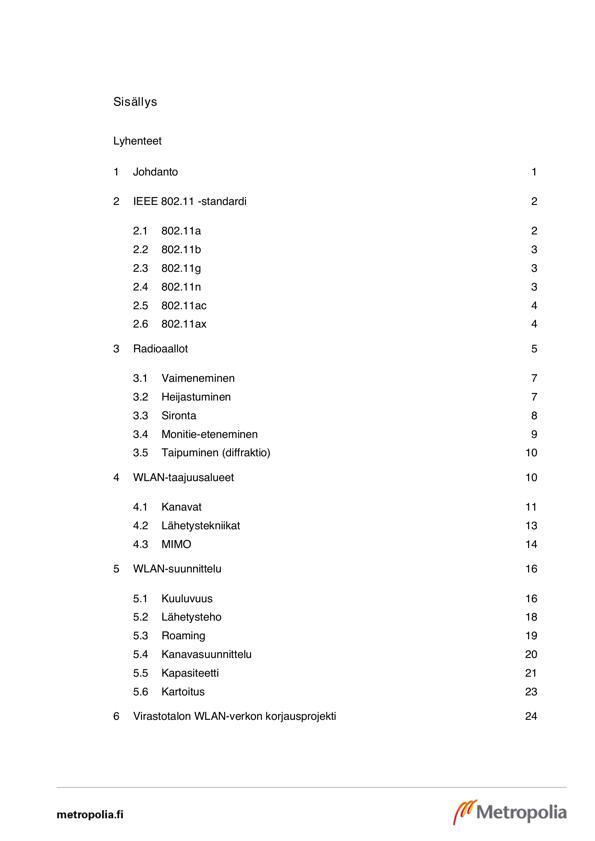 Sisällys
Lyhenteet
1 Johdanto 1
2 IEEE 802.11 -standardi 2
2.1 802.11a 2
2.2 802.11b 3
2.3 802.11g 3
2.4 802.11n 3
2.5 802.11ac 4
2.6 802.11ax 4
3 Radioaallot 5
3.1 Vaimeneminen 7
3.2 Heijastuminen 7
3.3 Sironta 8
3.4 Monitie-eteneminen 9
3.5 Taipuminen (diffraktio) 10
4 WLAN-taajuusalueet 10
4.1 Kanavat 11
4.2 Lähetystekniikat 13
4.3 MIMO 14
5 WLAN-suunnittelu 16
5.1 Kuuluvuus 16
5.2 Lähetysteho 18
5.3 Roaming 19
5.4 Kanavasuunnittelu 20
5.5 Kapasiteetti 21
5.6 Kartoitus 23
6 Virastotalon WLAN-verkon korjausprojekti 24
metropolia.fi Metropolia